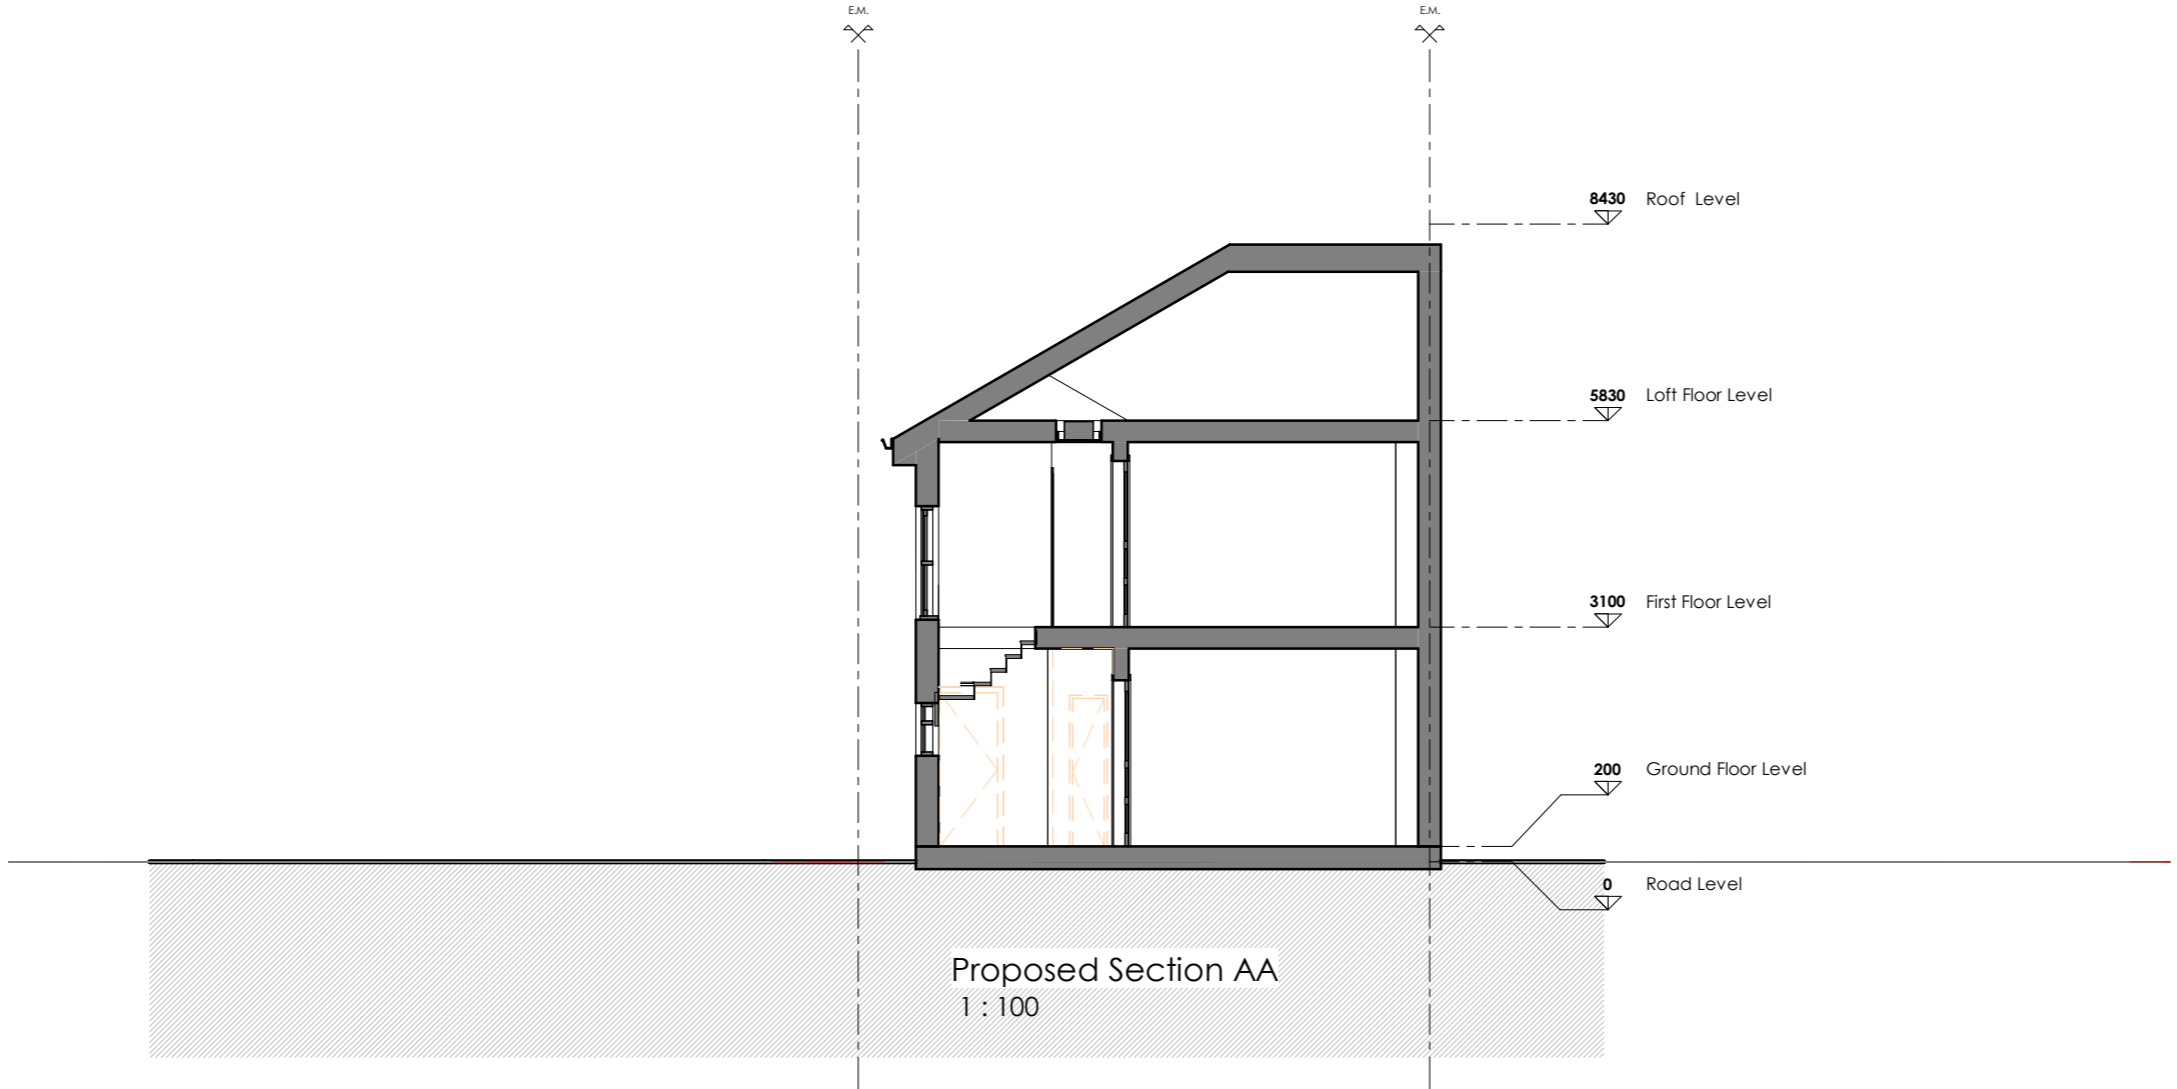 E.M.
E.M.
8430 Roof Level
5830 Loft Floor Level
3100 First Floor Level
200 Ground Floor Level
0 Road Level
Proposed Section AA
1 : 100